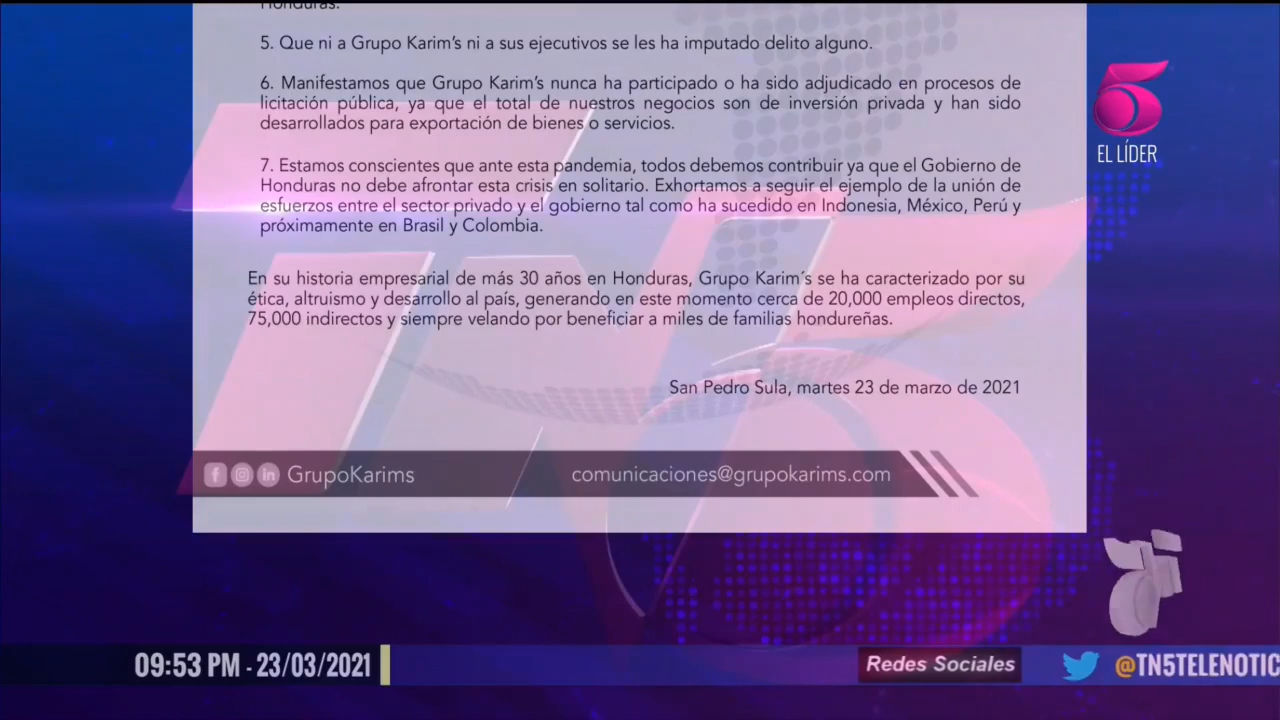 Honduras.
5. Que ni a Grupo Karim's ni a sus ejecutivos se les ha imputado delito alguno.
6. Manifestamos que Grupo Karim's nunca ha participado o ha sido adjudicado en procesos de
licitación pública, ya que el total de nuestros negocios son de inversión privada y han sido
desarrollados para exportación de bienes o servicios.
7. Estamos conscientes que ante esta pandemia, todos debemos contribuir ya que el Gobierno de
Honduras no debe afrontar esta crisis en solitario. Exhortamos a seguir el ejemplo de la unión de
esfuerzos entre el sector privado y el gobierno tal como ha sucedido en Indonesia, México, Perú y
próximamente en Brasil y Colombia.
En su historia empresarial de más 30 años en Honduras, Grupo Karim´s se ha caracterizado por su
ética, altruismo y desarrollo al país, generando en este momento cerca de 20,000 empleos directos,
75,000 indirectos y siempre velando por beneficiar a miles de familias hondureñas.
San Pedro Sula, martes 23 de marzo de 2021
GrupoKarims
comunicaciones@grupokarims.com
5
EL LÍDER
09:53 PM - 23/03/2021
Redes Sociales
@TN5TELENOTIC